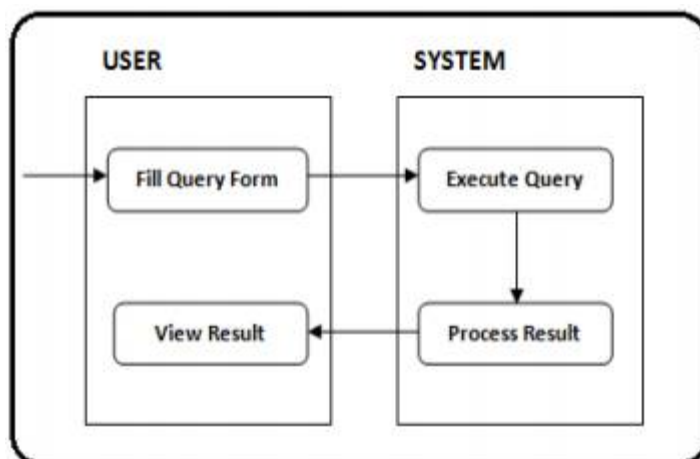 USER
SYSTEM
Fill Query Form
Execute Query
View Result
Process Result